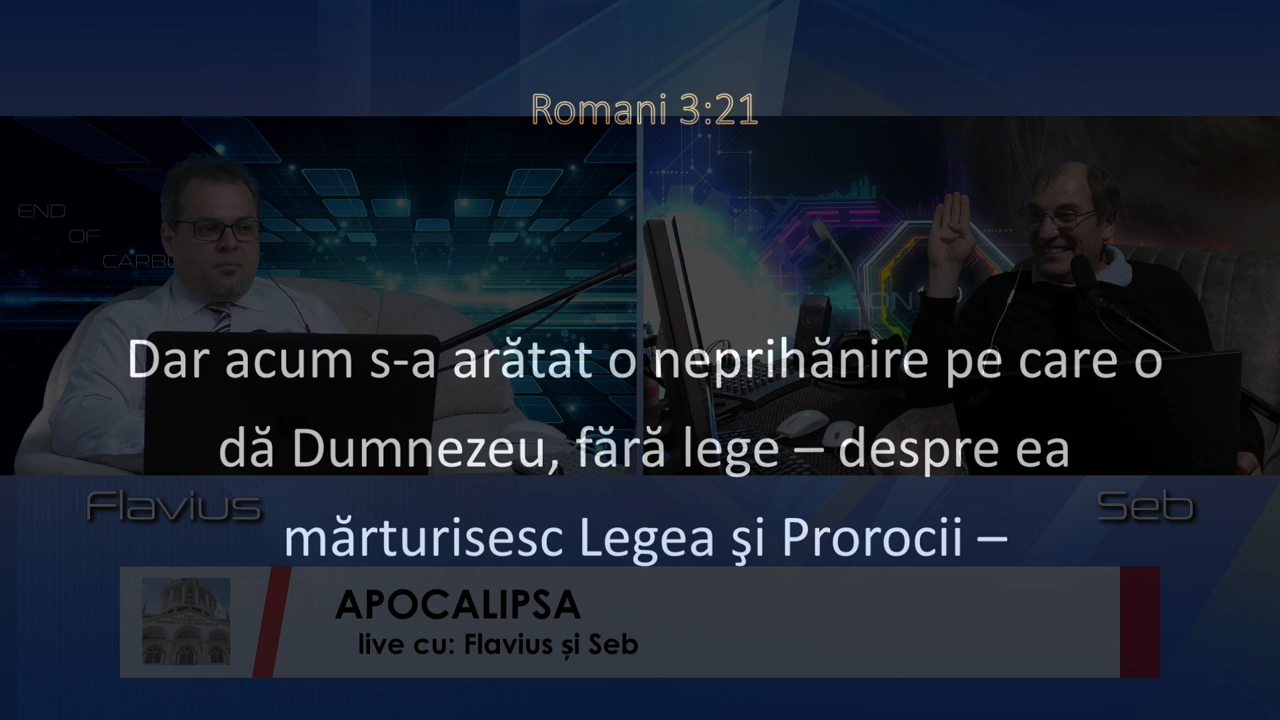 Romani 3:21
END
OF
Dar acum s-a arătat o neprihănire pe care o
dă Dumnezeu, fără lege – despre ea
mărturisesc Legea şi Prorocii –
Flavius
Seb
APOCALIPSA
live cu: Flavius și Seb